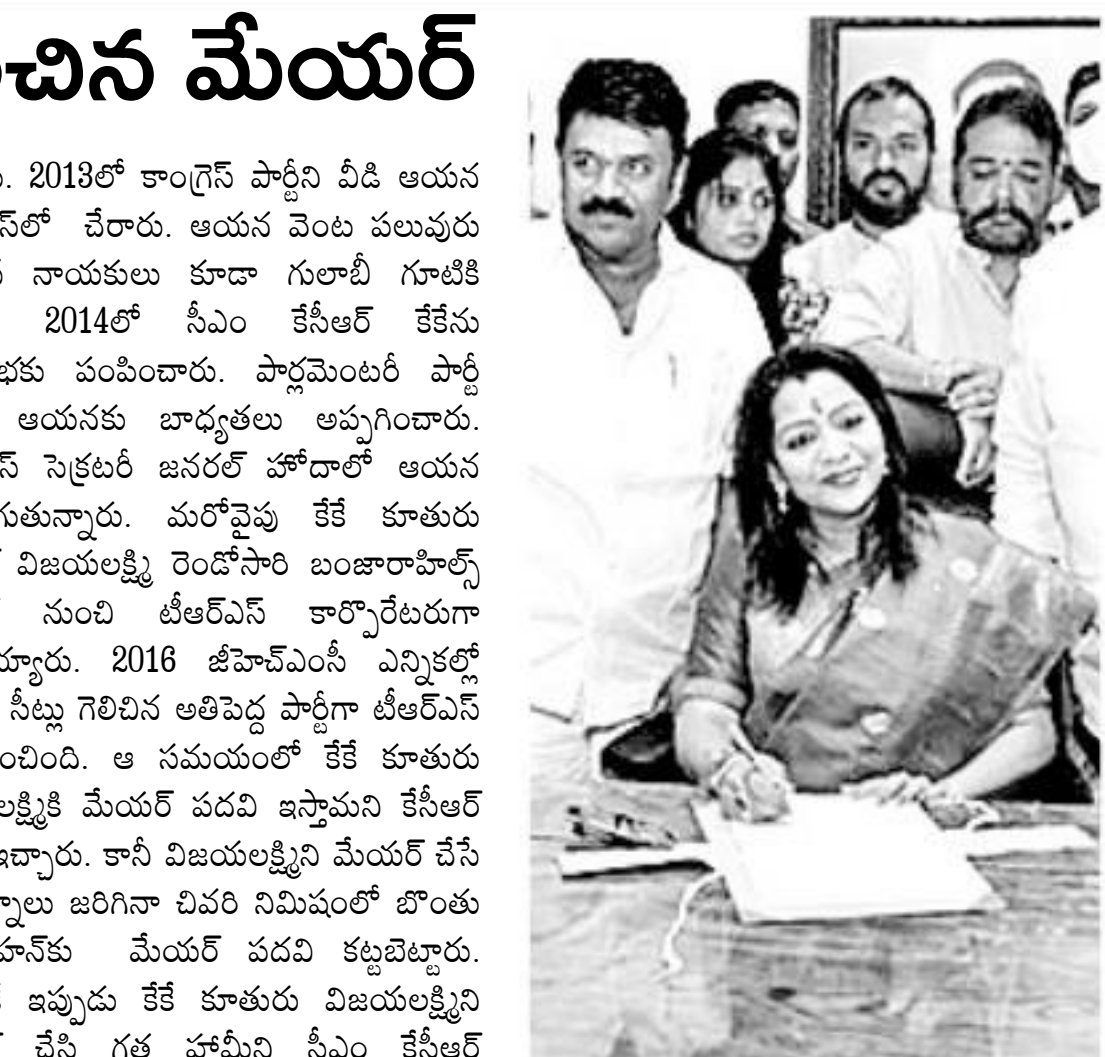 చిన మేయర్
. 2013లో కాంగ్రెస్ పార్టీని వీడి ఆయన
స్‌లో చేరారు. ఆయన వెంట పలువురు
నాయకులు కూడా గులాబీ గూటికి
2014లో సీఎం కేసీఆర్ కేకేను
భకు పంపించారు. పార్లమెంటరీ పార్టీ
ఆయనకు బాధ్యతలు అప్పగించారు.
స్ సెక్రటరీ జనరల్ హోదాలో ఆయన
గుతున్నారు. మరోవైపు కేకే కూతురు
విజయలక్ష్మి రెండోసారి బంజారాహిల్స్
నుంచి టీఆర్ఎస్ కార్పొరేటరుగా
య్యారు. 2016 జీహెచ్ఎంసీ ఎన్నికల్లో
సీట్లు గెలిచిన అతిపెద్ద పార్టీగా టీఆర్ఎస్
ంచింది. ఆ సమయంలో కేకే కూతురు
లక్ష్మికి మేయర్ పదవి ఇస్తామని కేసీఆర్
ఇచ్చారు. కానీ విజయలక్ష్మిని మేయర్ చేసే
త్నాలు జరిగినా చివరి నిమిషంలో బొంతు
హన్‌కు మేయర్ పదవి కట్టబెట్టారు.
ఇప్పుడు కేకే కూతురు విజయలక్ష్మిని
చేసి గత హామీని సీఎం కేసీఆర్